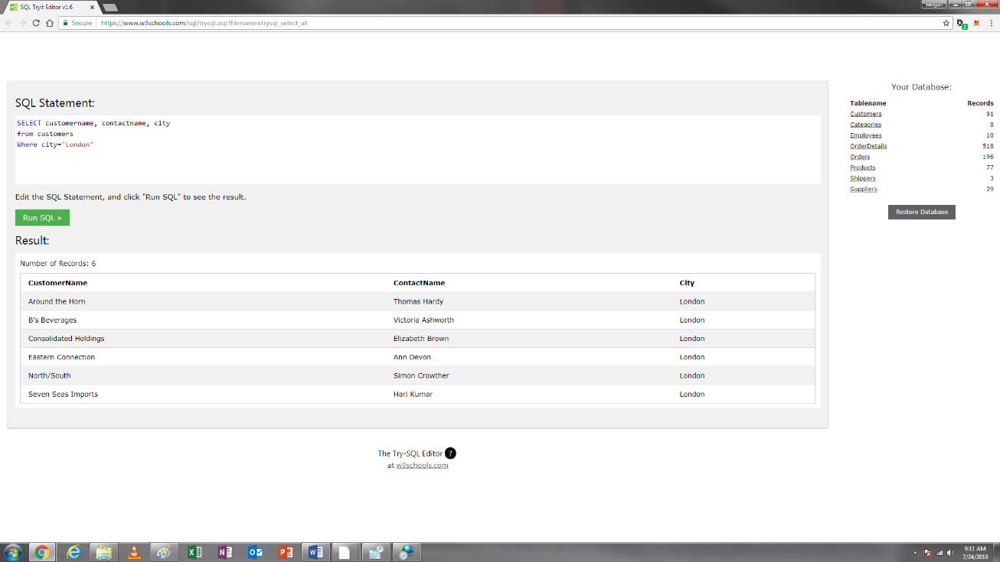 SQL Tryit Editor v1.6
Megan
Secure | https://www.w3schools.com/sql/trysql.asp?filename=trysql_select_all
2
SQL Statement:
SELECT customername, contactname, city
from customers
Where city="London"
Edit the SQL Statement, and click "Run SQL" to see the result.
Run SQL »
Result:
Number of Records: 6
CustomerName ContactName City
Around the Horn Thomas Hardy London
B's Beverages Victoria Ashworth London
Consolidated Holdings Elizabeth Brown London
Eastern Connection Ann Devon London
North/South Simon Crowther London
Seven Seas Imports Hari Kumar London
The Try-SQL Editor ?
at w3schools.com
Your Database:
Tablename Records
Customers 91
Categories 8
Employees 10
OrderDetails 518
Orders 196
Products 77
Shippers 3
Suppliers 29
Restore Database
9:11 AM
7/24/2018